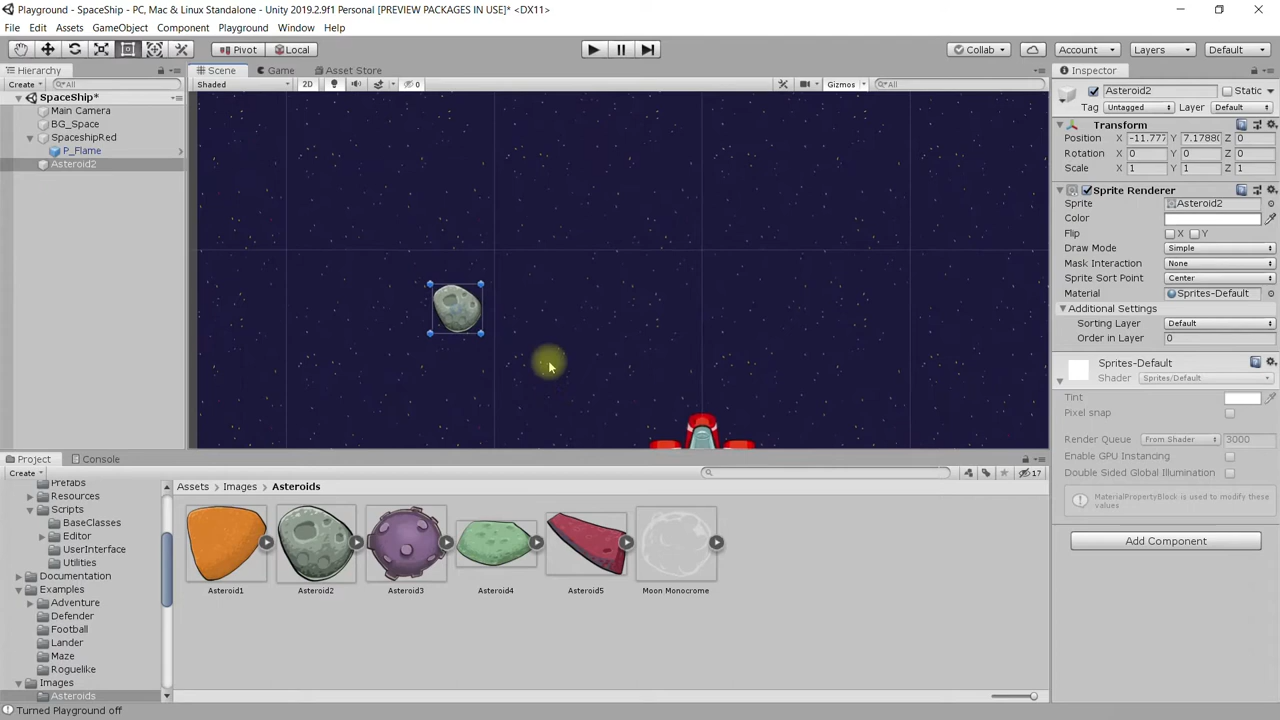 Playground - SpaceShip - PC, Mac & Linux Standalone - Unity 2019.2.9f1 Personal [PREVIEW PACKAGES IN USE]* <DX11>
File Edit Assets GameObject Component Playground Window Help
Pivot Local Collab Account Layers Default
Hierarchy Scene Game Asset Store Inspector
Create All Shaded 2D 0 Gizmos All
SpaceShip*
Main Camera
BG_Space
SpaceshipRed
P_Flame
Asteroid2
Asteroid2 Static
Tag Untagged Layer Default
Transform
Position X -11.777 Y 7.17880 Z 0
Rotation X 0 Y 0 Z 0
Scale X 1 Y 1 Z 1
Sprite Renderer
Sprite Asteroid2
Color
Flip X Y
Draw Mode Simple
Mask Interaction None
Sprite Sort Point Center
Material Sprites-Default
Additional Settings
Sorting Layer Default
Order in Layer 0
Sprites-Default
Shader Sprites/Default
Tint
Pixel snap
Render Queue From Shader 3000
Enable GPU Instancing
Double Sided Global Illumination
MaterialPropertyBlock is used to modify these
values
Add Component
Project Console
Create 17
Prefabs
Resources
Scripts
BaseClasses
Editor
UserInterface
Utilities
Documentation
Examples
Adventure
Defender
Football
Lander
Maze
Roguelike
Images
Asteroids
Assets Images Asteroids
Asteroid1 Asteroid2 Asteroid3 Asteroid4 Asteroid5 Moon Monocrome
Turned Playground off